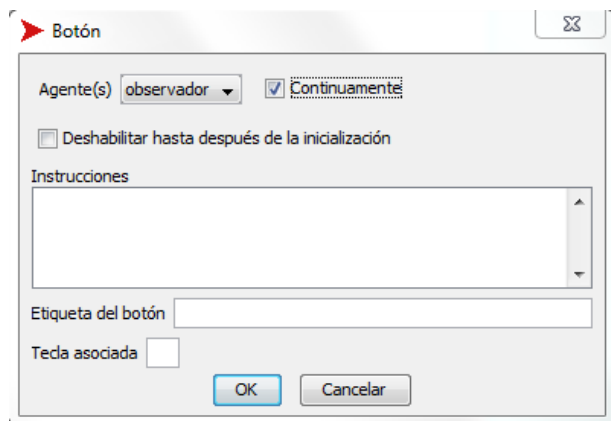 Botón
Agente(s) observador Continuamente
Deshabilitar hasta después de la inicialización
Instrucciones
Etiqueta del botón
Tecla asociada
OK Cancelar